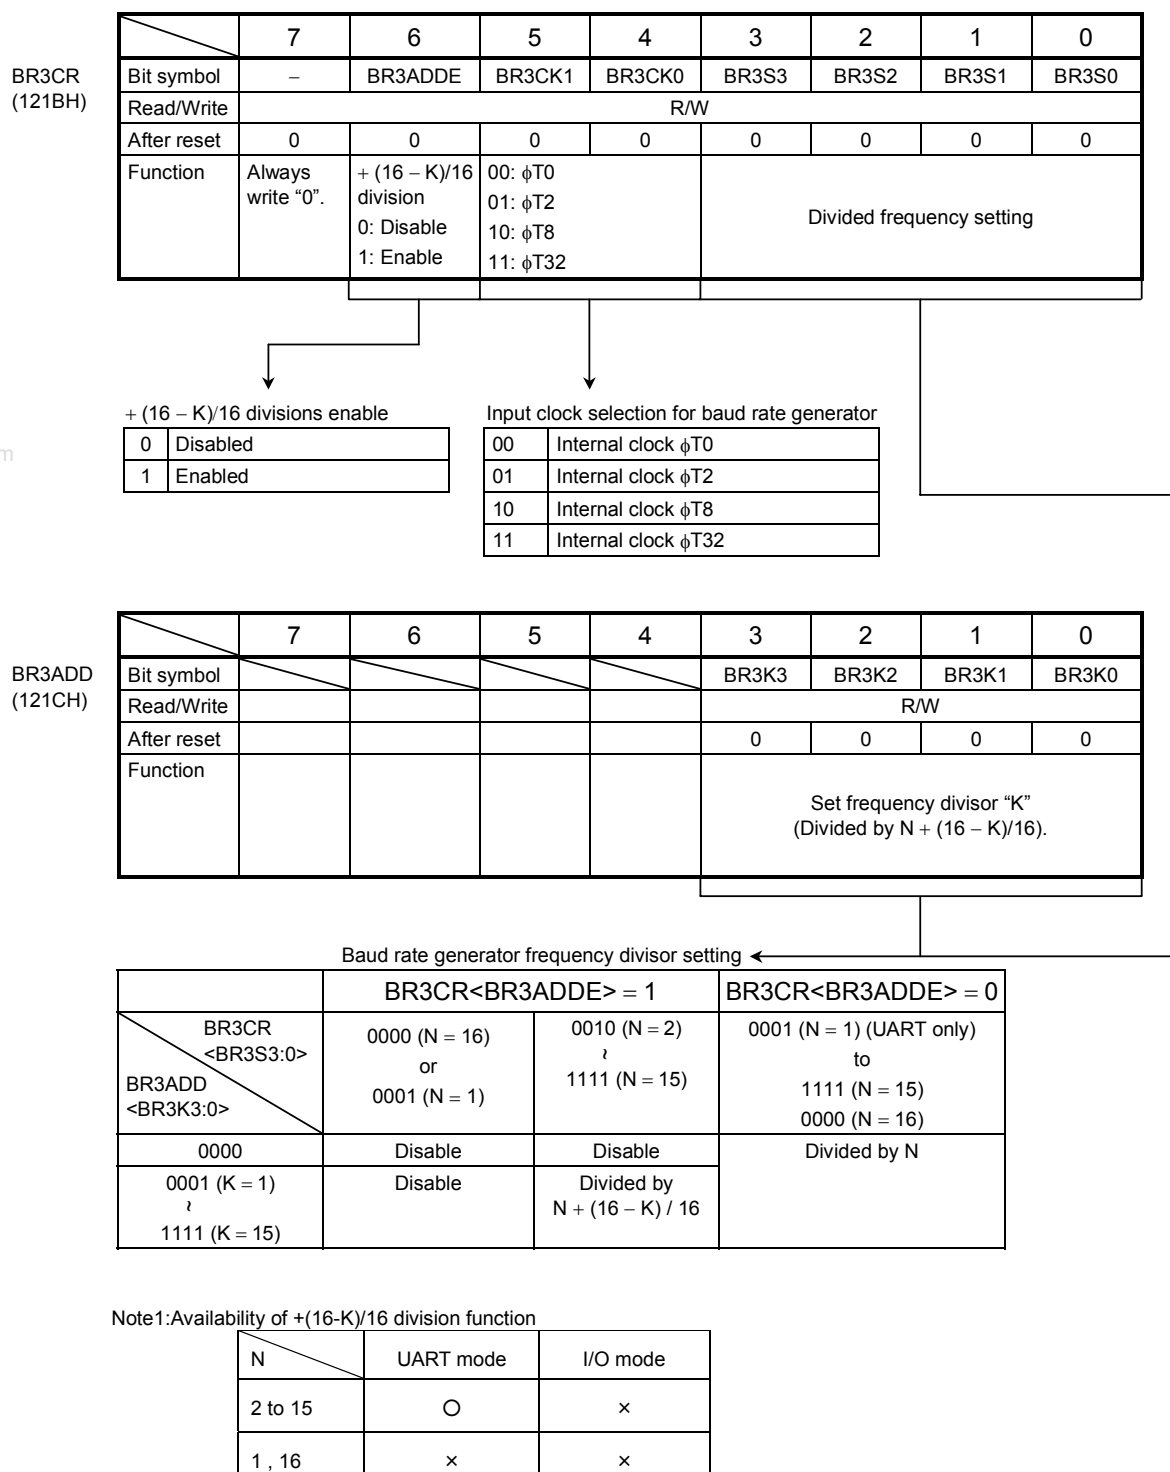 7 6 5 4 3 2 1 0
BR3CR
(121BH)
Bit symbol − BR3ADDE BR3CK1 BR3CK0 BR3S3 BR3S2 BR3S1 BR3S0
Read/Write R/W
After reset 0 0 0 0 0 0 0 0
Function
Always
write “0”.
+ (16 − K)/16
division
0: Disable
1: Enable
00: ϕT0
01: ϕT2
10: ϕT8
11: ϕT32
Divided frequency setting
+ (16 − K)/16 divisions enable
0 Disabled
1 Enabled
m
Input clock selection for baud rate generator
00 Internal clock ϕT0
01 Internal clock ϕT2
10 Internal clock ϕT8
11 Internal clock ϕT32
7 6 5 4 3 2 1 0
BR3ADD
(121CH)
Bit symbol BR3K3 BR3K2 BR3K1 BR3K0
Read/Write R/W
After reset 0 0 0 0
Function
Set frequency divisor “K”
(Divided by N + (16 − K)/16).
Baud rate generator frequency divisor setting
BR3CR<BR3ADDE> = 1 BR3CR<BR3ADDE> = 0
BR3CR
<BR3S3:0>
BR3ADD
<BR3K3:0>
0000 (N = 16)
or
0001 (N = 1)
0010 (N = 2)
~
1111 (N = 15)
0001 (N = 1) (UART only)
to
1111 (N = 15)
0000 (N = 16)
0000 Disable Disable Divided by N
0001 (K = 1)
~
1111 (K = 15)
Disable
Divided by
N + (16 − K) / 16
Note1:Availability of +(16-K)/16 division function
N UART mode I/O mode
2 to 15 ○ ×
1 , 16 × ×